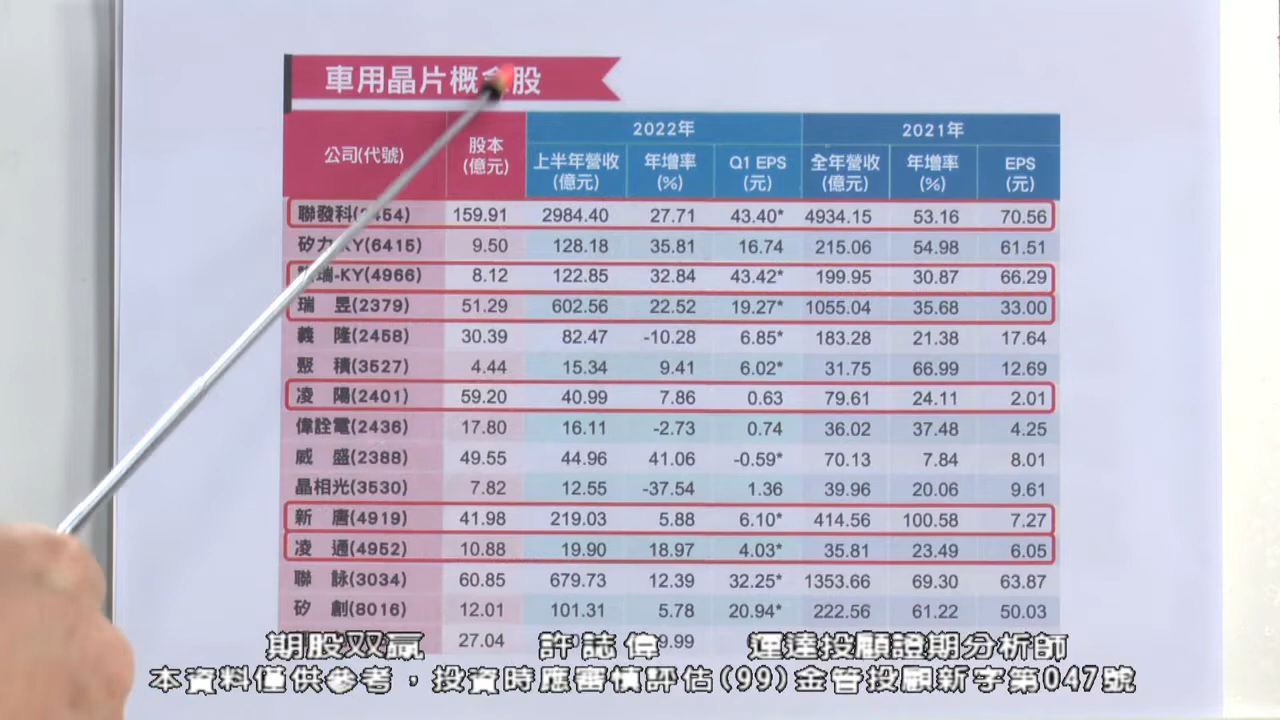 車用晶片概 股
2022年 2021年
公司(代號) 股本(億元) 上半年營收(億元) 年增率(%) Q1 EPS(元) 全年營收(億元) 年增率(%) EPS(元)
聯發科( 454) 159.91 2984.40 27.71 43.40* 4934.15 53.16 70.56
矽力-KY(6415) 9.50 128.18 35.81 16.74 215.06 54.98 61.51
瑞-KY(4966) 8.12 122.85 32.84 43.42* 199.95 30.87 66.29
瑞 昱(2379) 51.29 602.56 22.52 19.27* 1055.04 35.68 33.00
義 隆(2458) 30.39 82.47 -10.28 6.85* 183.28 21.38 17.64
聚 積(3527) 4.44 15.34 9.41 6.02* 31.75 66.99 12.69
凌 陽(2401) 59.20 40.99 7.86 0.63 79.61 24.11 2.01
偉詮電(2436) 17.80 16.11 -2.73 0.74 36.02 37.48 4.25
威 盛(2388) 49.55 44.96 41.06 -0.59* 70.13 7.84 8.01
晶相光(3530) 7.82 12.55 -37.54 1.36 39.96 20.06 9.61
新 唐(4919) 41.98 219.03 5.88 6.10* 414.56 100.58 7.27
凌 通(4952) 10.88 19.90 18.97 4.03* 35.81 23.49 6.05
聯 詠(3034) 60.85 679.73 12.39 32.25* 1353.66 69.30 63.87
矽 創(8016) 12.01 101.31 5.78 20.94* 222.56 61.22 50.03
27.04 9.99
期股双贏 許誌偉 運達投顧證期分析師
本資料僅供參考，投資時應審慎評估(99)金管投顧新字第047號